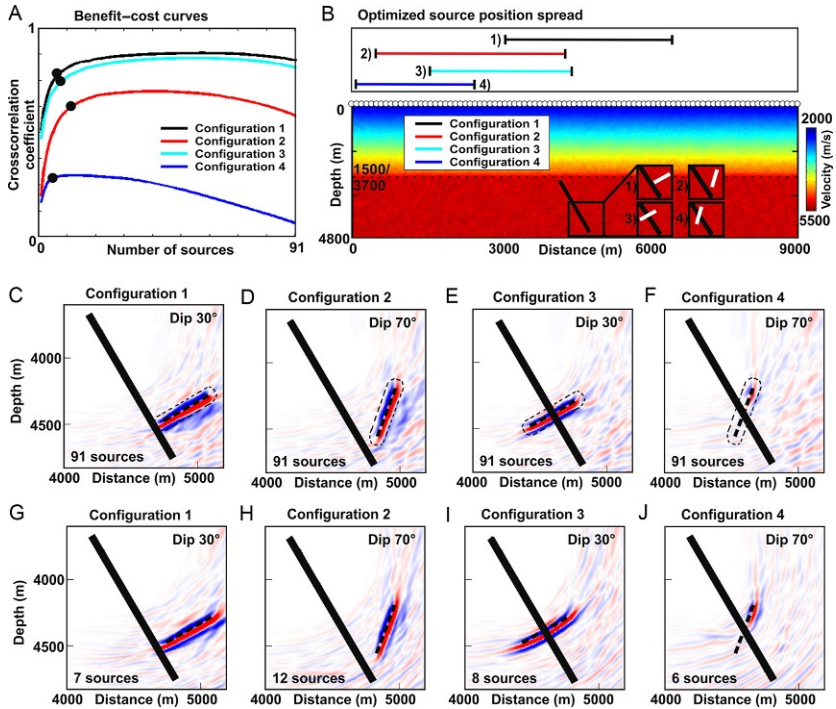 A
Benefit–cost curves
1
Crosscorrelation
coefficient
Configuration 1
Configuration 2
Configuration 3
Configuration 4
0
0
Number of sources
91
B
Optimized source position spread
1)
2)
3)
4)
0
Configuration 1
Configuration 2
Configuration 3
Configuration 4
1500/
3700
Depth (m)
4800
1)
2)
3)
4)
0
Distance (m)
3000
6000
9000
2000
Velocity (m/s)
5500
C
Configuration 1
Dip 30°
4000
4500
Depth (m)
91 sources
4000
Distance (m)
5000
D
Configuration 2
Dip 70°
91 sources
4000
Distance (m)
5000
E
Configuration 3
Dip 30°
91 sources
4000
Distance (m)
5000
F
Configuration 4
Dip 70°
91 sources
4000
Distance (m)
5000
G
Configuration 1
Dip 30°
4000
4500
Depth (m)
7 sources
4000
Distance (m)
5000
H
Configuration 2
Dip 70°
12 sources
4000
Distance (m)
5000
I
Configuration 3
Dip 30°
8 sources
4000
Distance (m)
5000
J
Configuration 4
Dip 70°
6 sources
4000
Distance (m)
5000